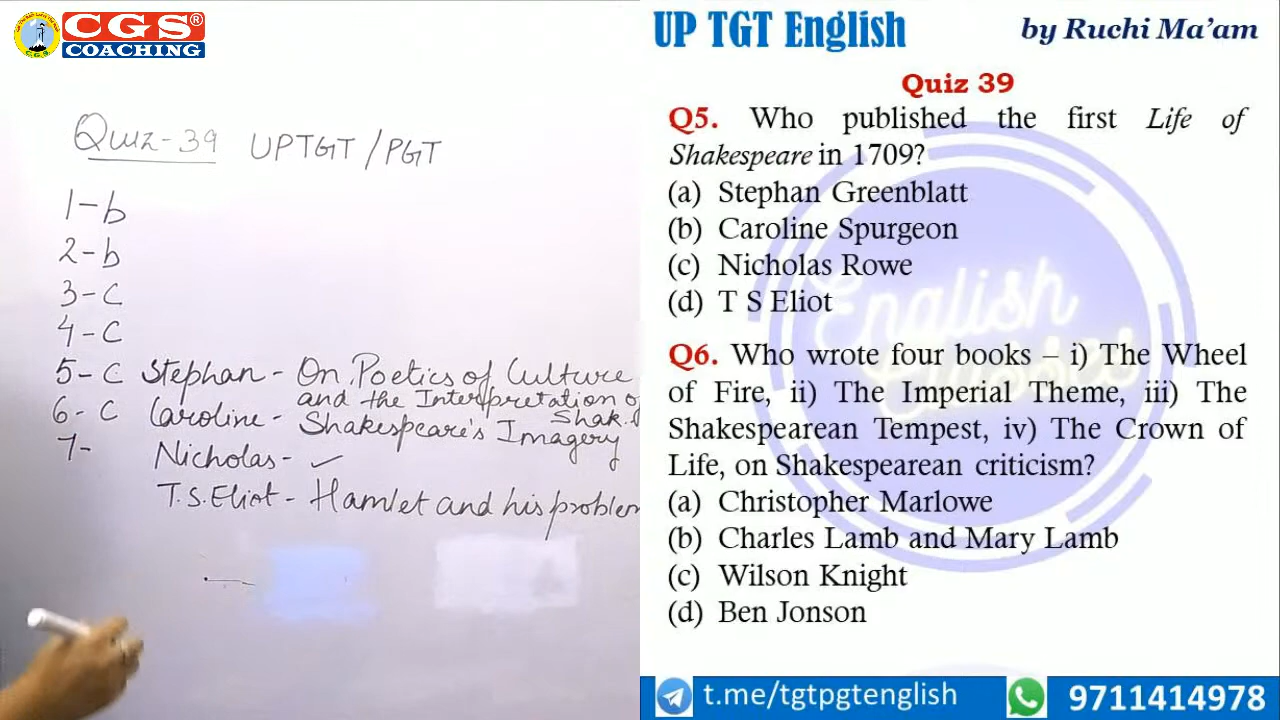 CGS®
COACHING
Quiz-39 UPTGT/PGT
1-b
2-b
3-C
4-C
5-C Stephan - On Poetics of Culture
and the Interpretation of
Shak.
6-C Caroline - Shakespeare's Imagery
7-
Nicholas- ✓
T.S.Eliot - Hamlet and his problem
UP TGT English
by Ruchi Ma'am
Quiz 39
Q5. Who published the first Life of
Shakespeare in 1709?
(a) Stephan Greenblatt
(b) Caroline Spurgeon
(c) Nicholas Rowe
(d) T S Eliot
Q6. Who wrote four books – i) The Wheel
of Fire, ii) The Imperial Theme, iii) The
Shakespearean Tempest, iv) The Crown of
Life, on Shakespearean criticism?
(a) Christopher Marlowe
(b) Charles Lamb and Mary Lamb
(c) Wilson Knight
(d) Ben Jonson
English
Classes
t.me/tgtpgtenglish
9711414978